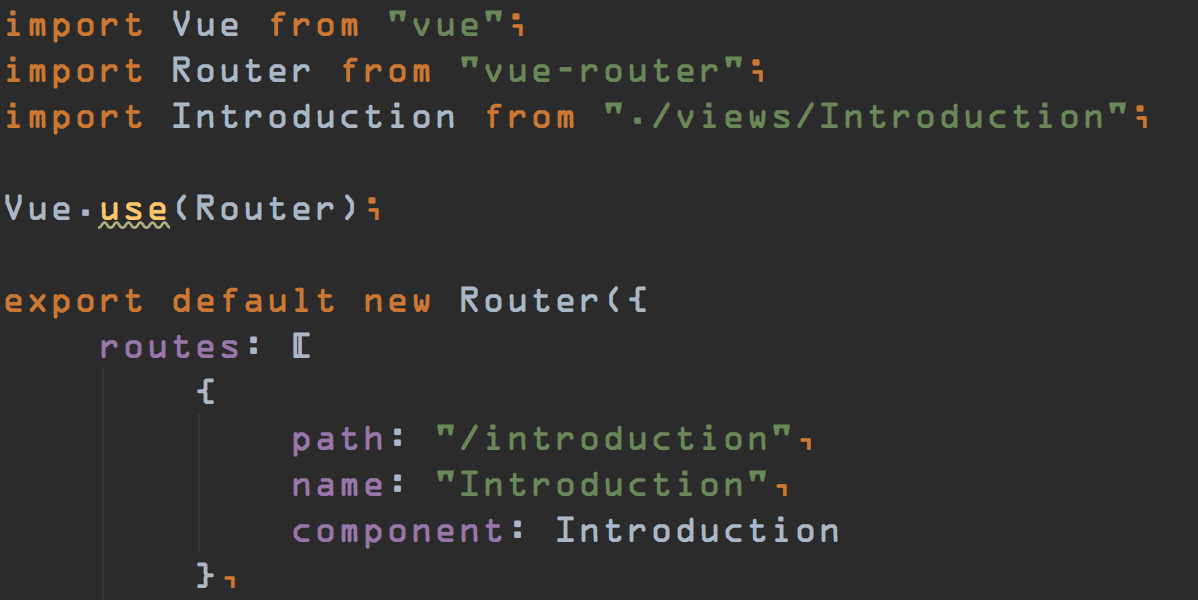 import Vue from "vue";
import Router from "vue-router";
import Introduction from "./views/Introduction";
Vue.use(Router);
export default new Router({
routes: [
{
path: "/introduction",
name: "Introduction",
component: Introduction
},